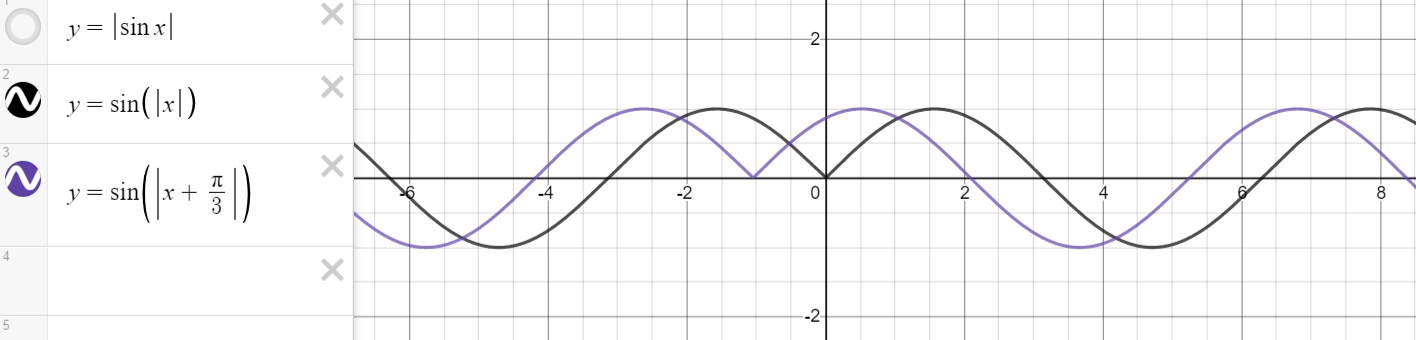 1
y = |sin x|
2
y = sin(|x|)
3
y = sin(|x + π/3|)
4
5
2
-6 -4 -2 0 2 4 6 8
-2